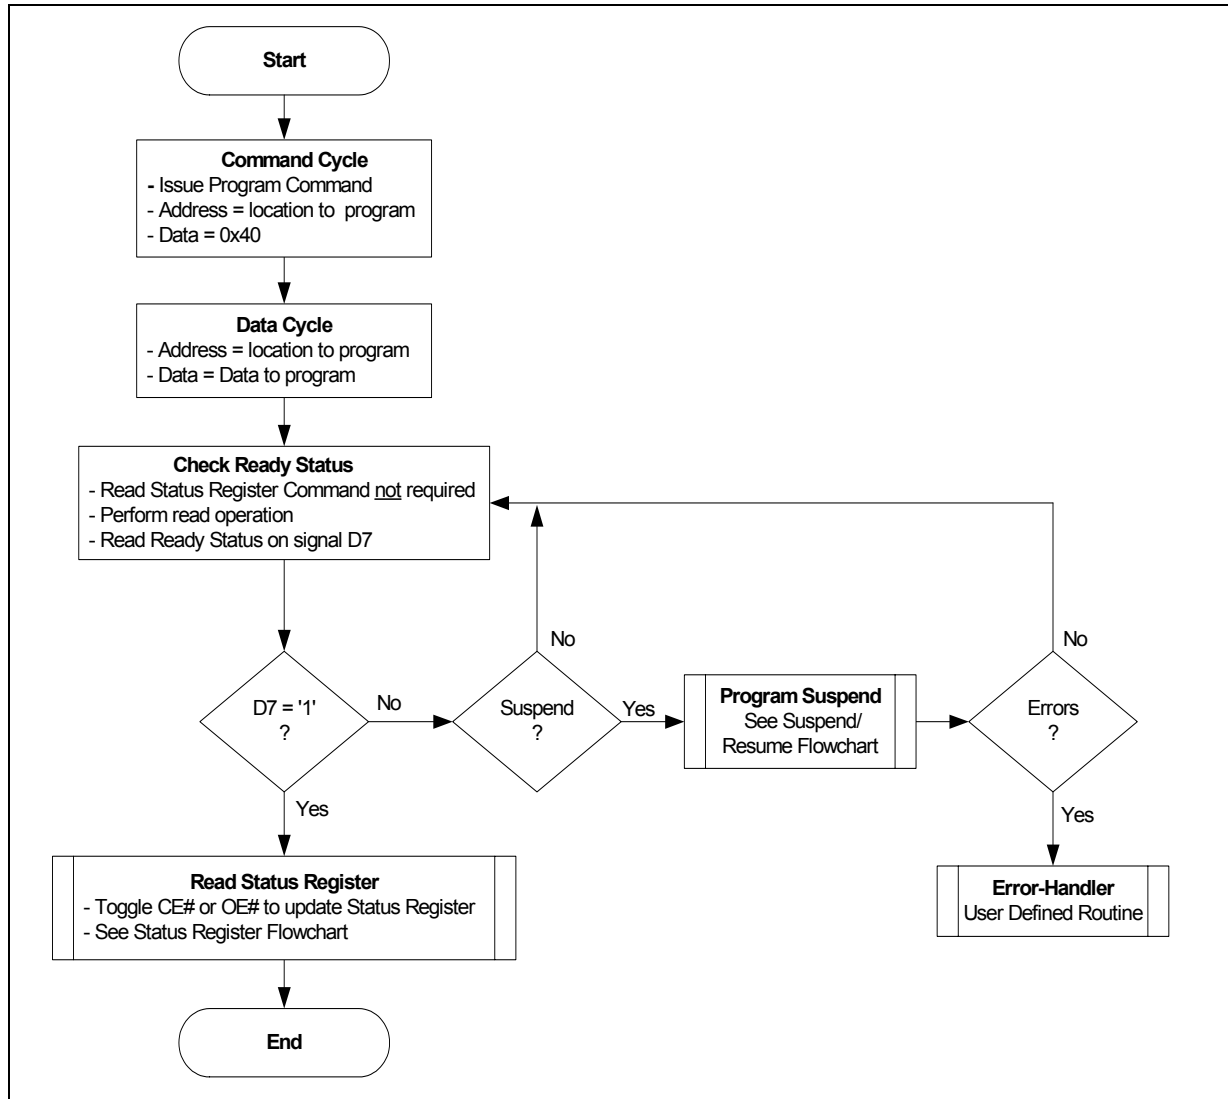 Start
Command Cycle
- Issue Program Command
- Address = location to program
- Data = 0x40
Data Cycle
- Address = location to program
- Data = Data to program
Check Ready Status
- Read Status Register Command not required
- Perform read operation
- Read Ready Status on signal D7
D7 = '1'
?
No
Yes
Suspend
?
No
Yes
Program Suspend
See Suspend/
Resume Flowchart
Errors
?
No
Yes
Error-Handler
User Defined Routine
Read Status Register
- Toggle CE# or OE# to update Status Register
- See Status Register Flowchart
End